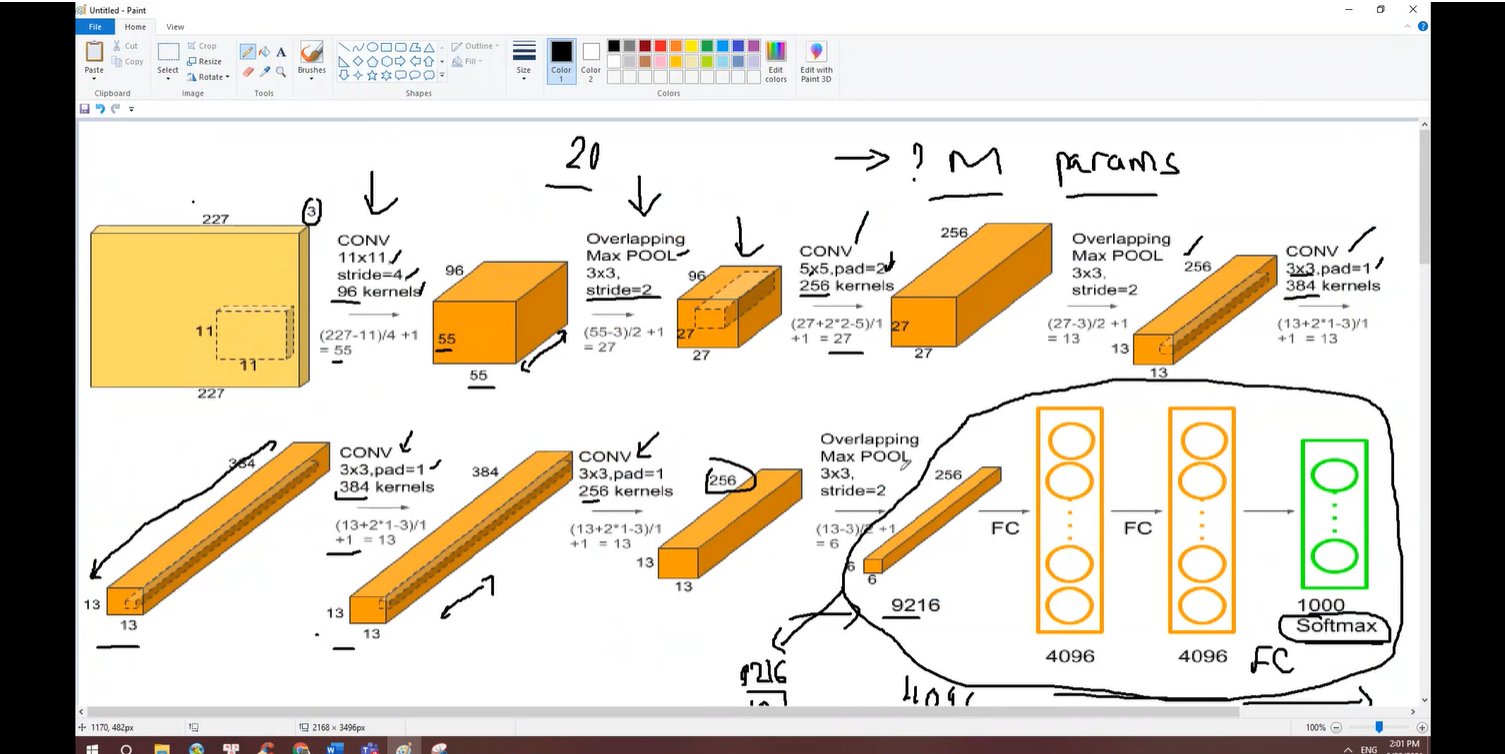 Untitled - Paint
File Home View
Paste
Cut
Copy
Clipboard
Select
Crop
Resize
Rotate
Image
A
Tools
Brushes
Outline
Fill
Shapes
Size
Color
1
Color
2
Edit
colors
Colors
Edit with
Paint 3D
20
→ ? M params
227
3
11
11
227
CONV
11x11
stride=4
96 kernels
(227-11)/4 +1
= 55
96
55
55
Overlapping
Max POOL
3x3,
stride=2
(55-3)/2 +1
= 27
96
27
27
CONV
5x5,pad=2
256 kernels
(27+2*2-5)/1
+1 = 27
256
27
27
Overlapping
Max POOL
3x3,
stride=2
(27-3)/2 +1
= 13
256
13
13
CONV
3x3,pad=1
384 kernels
(13+2*1-3)/1
+1 = 13
384
13
13
CONV
3x3,pad=1
384 kernels
(13+2*1-3)/1
+1 = 13
384
13
13
CONV
3x3,pad=1
256 kernels
(13+2*1-3)/1
+1 = 13
256
13
13
Overlapping
Max POOL
3x3,
stride=2
(13-3)/2 +1
= 6
256
6
6
9216
FC
4096
FC
4096
1000
Softmax
FC
9216
4096
1170, 482px
2168 × 3496px
100%
ENG
2:01 PM